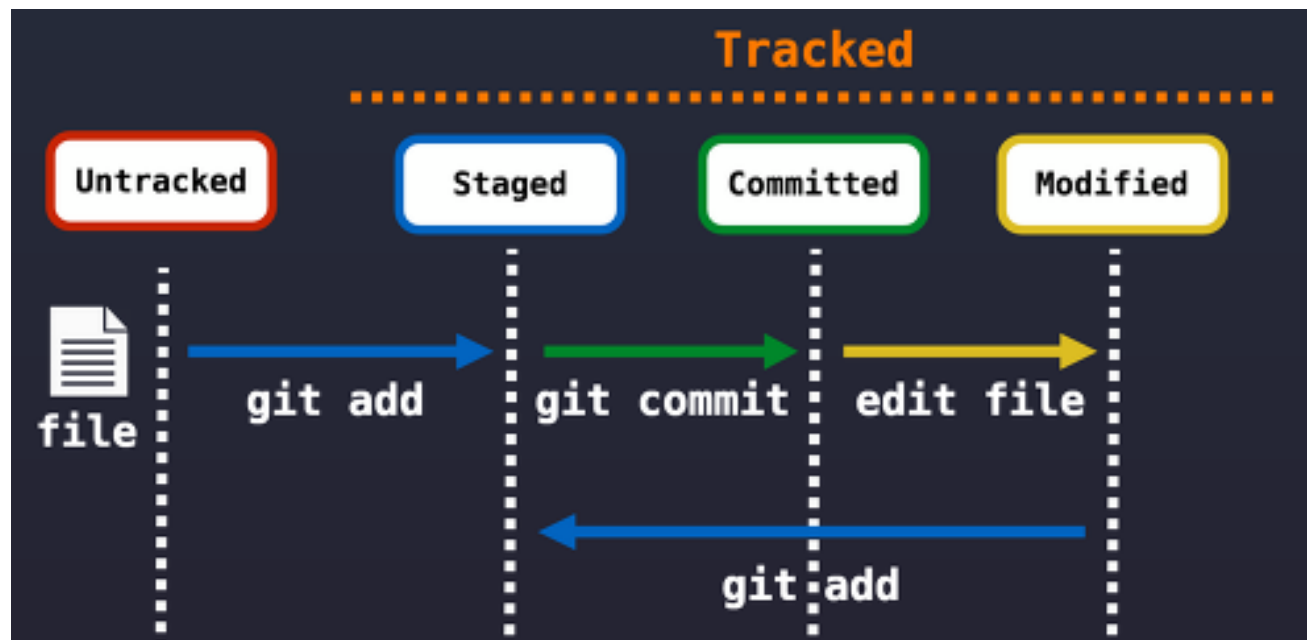 Tracked
Untracked
Staged
Committed
Modified
git add
git commit
edit file
file
git add